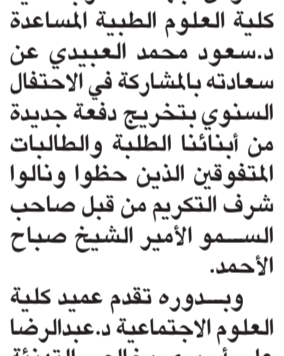 كلية العلوم الطبية المساعدة
د.سعود محمد العبيدي عن
سعادته بالمشاركة في الاحتفال
السنوي بتخريج دفعة جديدة
من أبنائنا الطلبة والطالبات
المتفوقين الذين حظوا ونالوا
شرف التكريم من قبل صاحب
الســمو الأمير الشيخ صباح
الأحمد.
وبــدوره تقدم عميد كلية
العلوم الاجتماعية د.عبدالرضا